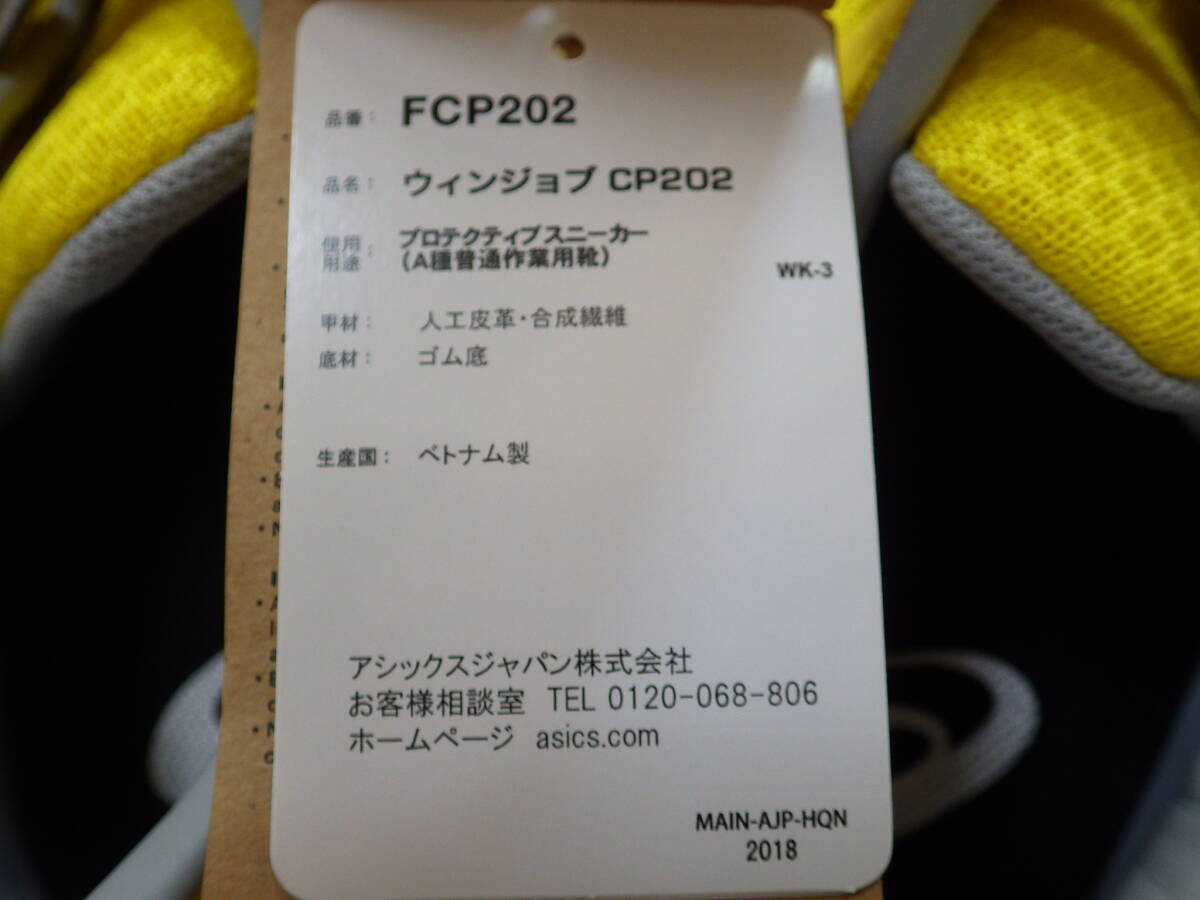 品番： FCP202
品名： ウィンジョブ CP202
使用用途： プロテクティブスニーカー
（A種普通作業用靴）
WK-3
甲材： 人工皮革・合成繊維
底材： ゴム底
生産国： ベトナム製
アシックスジャパン株式会社
お客様相談室 TEL 0120-068-806
ホームページ asics.com
MAIN-AJP-HQN
2018